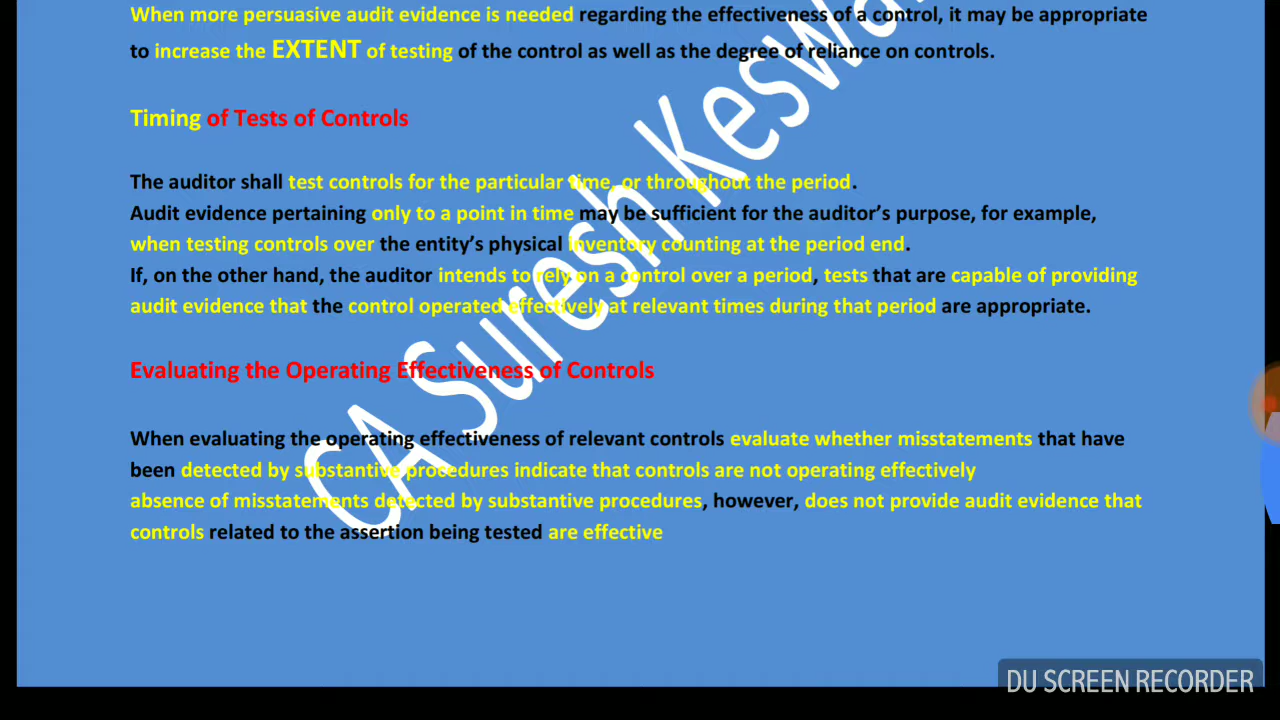 When more persuasive audit evidence is needed regarding the effectiveness of a control, it may be appropriate
to increase the EXTENT of testing of the control as well as the degree of reliance on controls.
Timing of Tests of Controls
The auditor shall test controls for the particular time, or throughout the period.
Audit evidence pertaining only to a point in time may be sufficient for the auditor's purpose, for example,
when testing controls over the entity's physical inventory counting at the period end.
If, on the other hand, the auditor intends to rely on a control over a period, tests that are capable of providing
audit evidence that the control operated effectively at relevant times during that period are appropriate.
Evaluating the Operating Effectiveness of Controls
When evaluating the operating effectiveness of relevant controls evaluate whether misstatements that have
been detected by substantive procedures indicate that controls are not operating effectively
absence of misstatements detected by substantive procedures, however, does not provide audit evidence that
controls related to the assertion being tested are effective
CA Suresh
DU SCREEN RECORDER